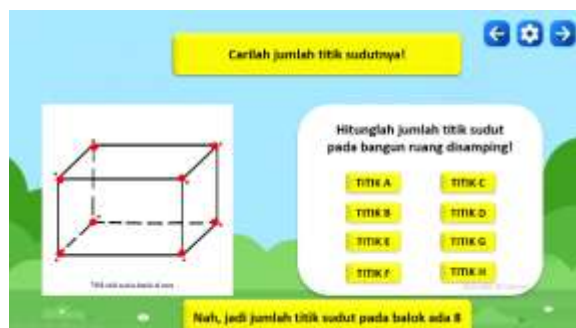 Carilah jumlah titik sudutnya!
Hitunglah jumlah titik sudut
pada bangun ruang disamping!
TITIK A
TITIK C
TITIK B
TITIK D
TITIK E
TITIK G
TITIK F
TITIK H
Nah, jadi jumlah titik sudut pada balok ada 8